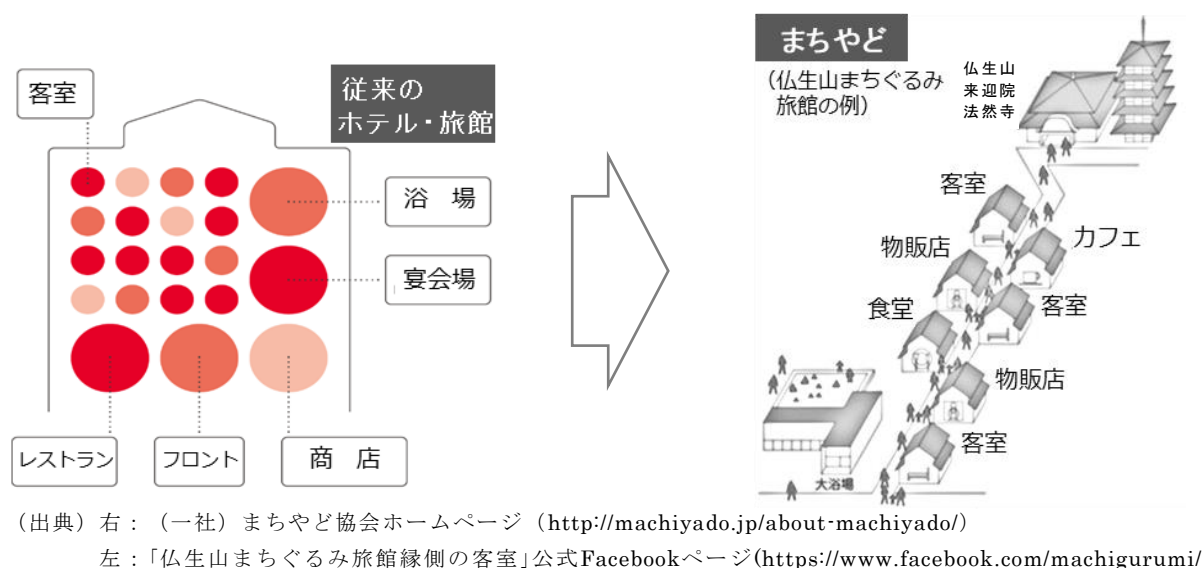 客室
従来の
ホテル・旅館
浴 場
宴会場
レストラン
フロント
商 店
まちやど
(仏生山まちぐるみ
旅館の例)
仏生山
来迎院
法然寺
客室
カフェ
物販店
客室
食堂
物販店
客室
大浴場
(出典)右:(一社)まちやど協会ホームページ(http://machiyado.jp/about-machiyado/)
左:「仏生山まちぐるみ旅館縁側の客室」公式Facebookページ(https://www.facebook.com/machigurumi/